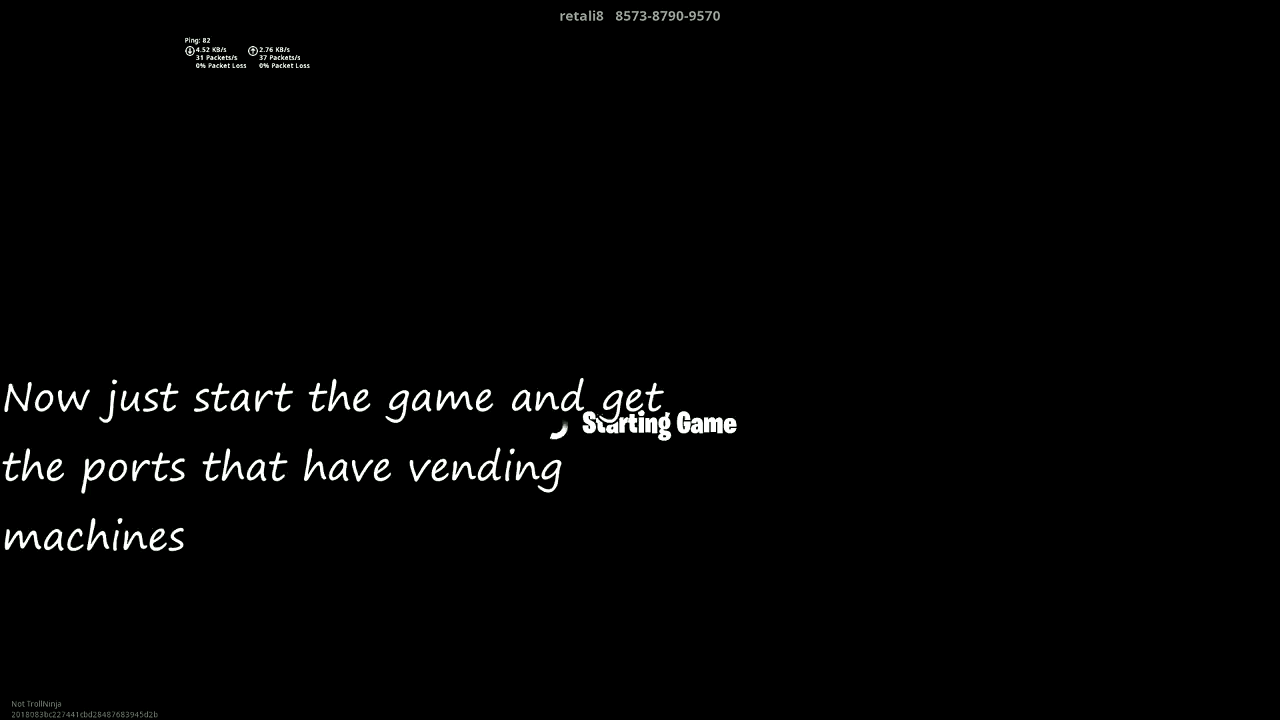 retali8 8573-8790-9570
Ping: 82
4.52 KB/s 2.76 KB/s
31 Packets/s 37 Packets/s
0% Packet Loss 0% Packet Loss
Now just start the game and get
Starting Game
the ports that have vending
machines
Not TrollNinja
2018083bc227441cbd28487683945d2b